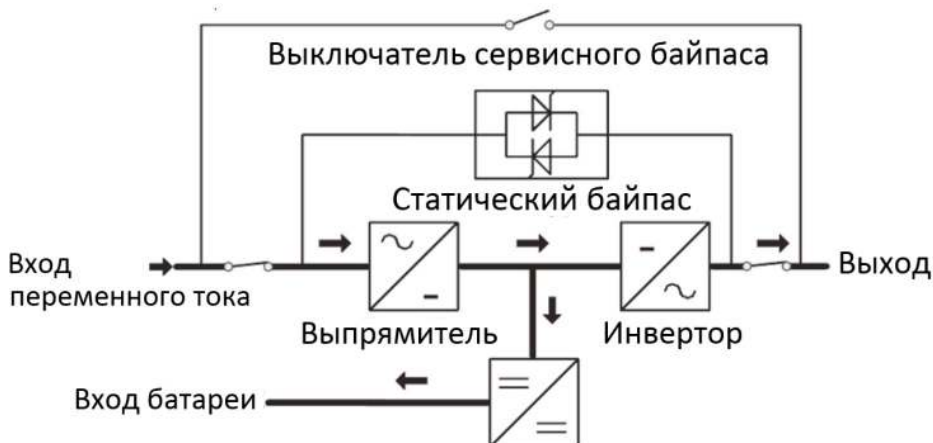 Выключатель сервисного байпаса
Статический байпас
Вход
переменного тока
Выход
Выпрямитель
Инвертор
Вход батареи